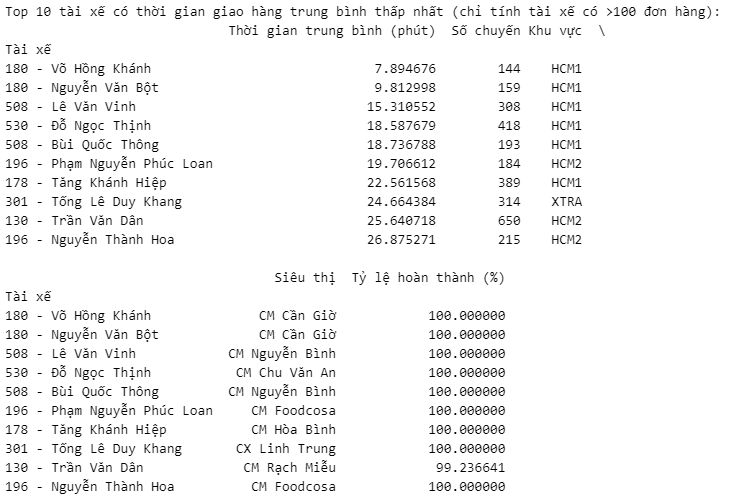 Top 10 tài xế có thời gian giao hàng trung bình thấp nhất (chỉ tính tài xế có >100 đơn hàng):
Thời gian trung bình (phút) Số chuyến Khu vực \
Tài xế
180 - Võ Hồng Khánh 7.894676 144 HCM1
180 - Nguyễn Văn Bột 9.812998 159 HCM1
508 - Lê Văn Vinh 15.310552 308 HCM1
530 - Đỗ Ngọc Thịnh 18.587679 418 HCM1
508 - Bùi Quốc Thông 18.736788 193 HCM1
196 - Phạm Nguyễn Phúc Loan 19.706612 184 HCM2
178 - Tăng Khánh Hiệp 22.561568 389 HCM1
301 - Tống Lê Duy Khang 24.664384 314 XTRA
130 - Trần Văn Dân 25.640718 650 HCM2
196 - Nguyễn Thành Hoa 26.875271 215 HCM2
Siêu thị Tỷ lệ hoàn thành (%)
Tài xế
180 - Võ Hồng Khánh CM Cần Giờ 100.000000
180 - Nguyễn Văn Bột CM Cần Giờ 100.000000
508 - Lê Văn Vinh CM Nguyễn Bình 100.000000
530 - Đỗ Ngọc Thịnh CM Chu Văn An 100.000000
508 - Bùi Quốc Thông CM Nguyễn Bình 100.000000
196 - Phạm Nguyễn Phúc Loan CM Foodcosa 100.000000
178 - Tăng Khánh Hiệp CM Hòa Bình 100.000000
301 - Tống Lê Duy Khang CX Linh Trung 100.000000
130 - Trần Văn Dân CM Rạch Miễu 99.236641
196 - Nguyễn Thành Hoa CM Foodcosa 100.000000